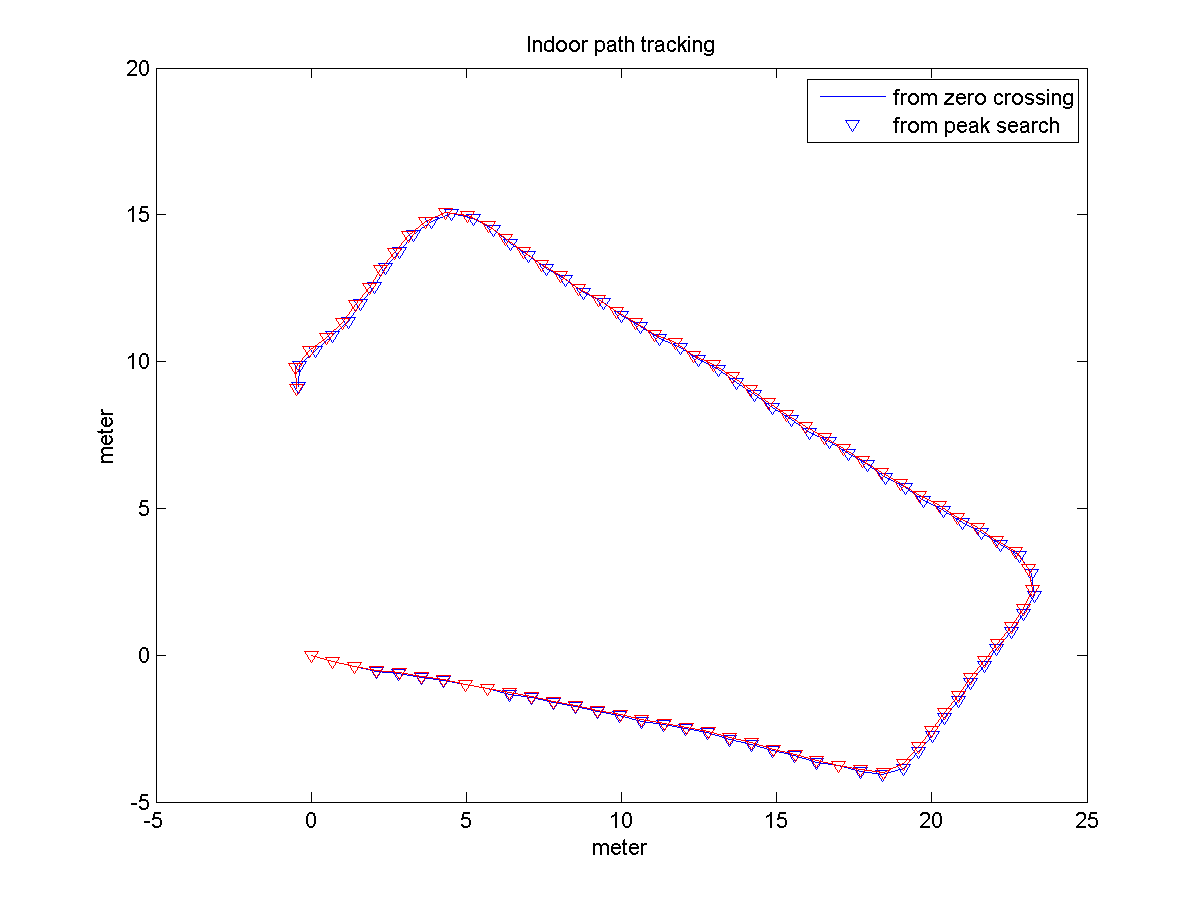 Indoor path tracking
from zero crossing
from peak search
20
15
10
5
0
-5
meter
-5 0 5 10 15 20 25
meter